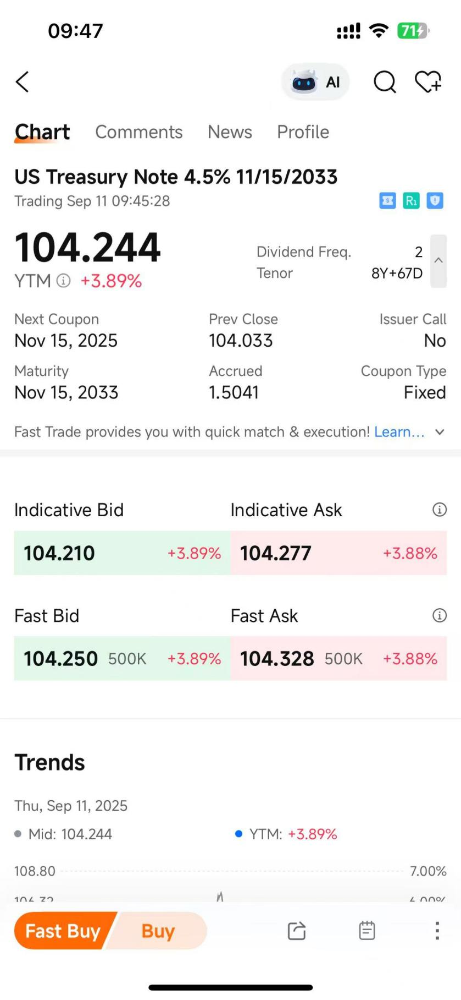 09:47
71
AI
Chart Comments News Profile
US Treasury Note 4.5% 11/15/2033
Trading Sep 11 09:45:28
R1
104.244
Dividend Freq. 2
YTM +3.89%
Tenor 8Y+67D
Next Coupon Prev Close Issuer Call
Nov 15, 2025 104.033 No
Maturity Accrued Coupon Type
Nov 15, 2033 1.5041 Fixed
Fast Trade provides you with quick match & execution! Learn...
Indicative Bid Indicative Ask
104.210 +3.89% 104.277 +3.88%
Fast Bid Fast Ask
104.250 500K +3.89% 104.328 500K +3.88%
Trends
Thu, Sep 11, 2025
Mid: 104.244 YTM: +3.89%
108.80 7.00%
106.32 6.00%
Fast Buy Buy